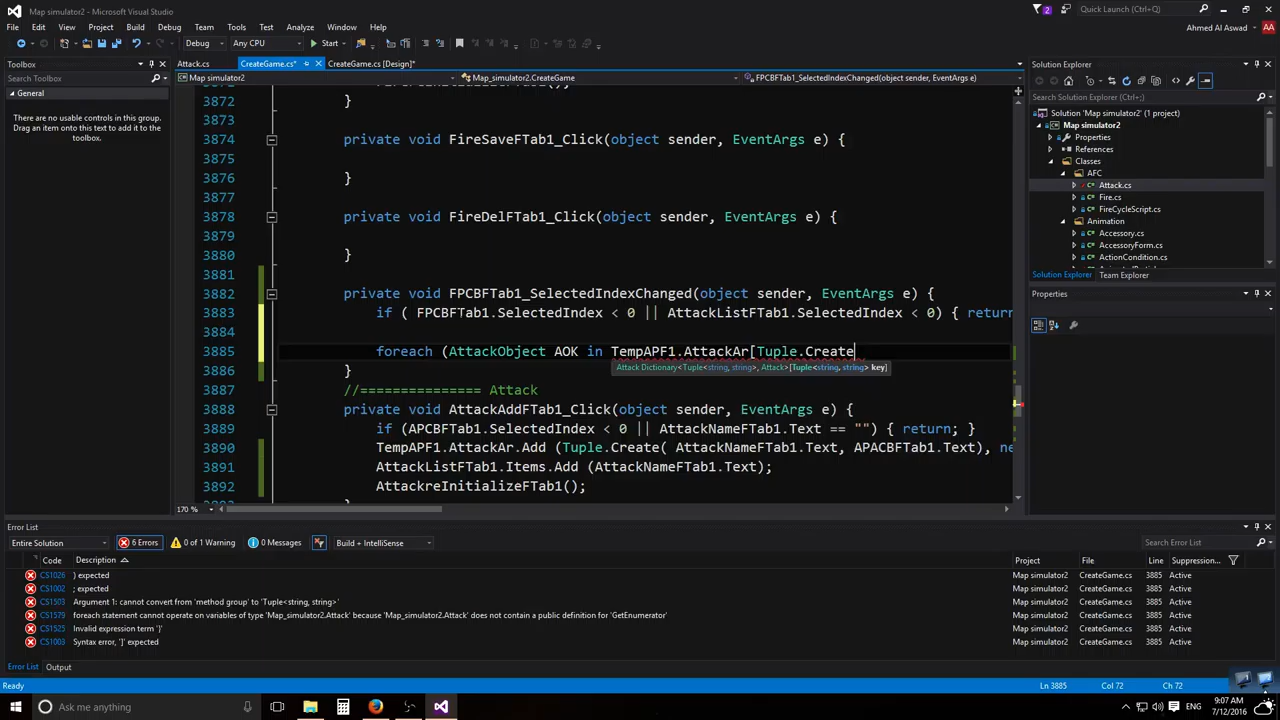 Map simulator2 - Microsoft Visual Studio
2
Quick Launch (Ctrl+;)
File Edit View Project Build Debug Team Tools Test Analyze Window Help
Ahmed Al Aswad AA
Debug Any CPU Start
Toolbox
Attack.cs CreateGame.cs* CreateGame.cs [Design]*
Solution Explorer
Search Toolbox
Map simulator2 Map_simulator2.CreateGame FPCBFTab1_SelectedIndexChanged(object sender, EventArgs e)
General
There are no usable controls in this group.
Drag an item onto this text to add it to the
toolbox.
3872 }
3873
3874 private void FireSaveFTab1_Click(object sender, EventArgs e) {
3875
3876 }
3877
3878 private void FireDelFTab1_Click(object sender, EventArgs e) {
3879
3880 }
3881
3882 private void FPCBFTab1_SelectedIndexChanged(object sender, EventArgs e) {
3883 if ( FPCBFTab1.SelectedIndex < 0 || AttackListFTab1.SelectedIndex < 0) { return
3884
3885 foreach (AttackObject AOK in TempAPF1.AttackAr[Tuple.Create
Attack Dictionary<Tuple<string, string>, Attack>[Tuple<string, string> key]
3886 }
3887 //=============== Attack
3888 private void AttackAddFTab1_Click(object sender, EventArgs e) {
3889 if (APCBFTab1.SelectedIndex < 0 || AttackNameFTab1.Text == "") { return; }
3890 TempAPF1.AttackAr.Add (Tuple.Create( AttackNameFTab1.Text, APACBFTab1.Text), ne
3891 AttackListFTab1.Items.Add (AttackNameFTab1.Text);
3892 AttackreInitializeFTab1();
170 %
Search Solution Explorer (Ctrl+;)
Solution 'Map simulator2' (1 project)
Map simulator2
Properties
References
Classes
AFC
Attack.cs
Fire.cs
FireCycleScript.cs
Animation
Accessory.cs
AccessoryForm.cs
ActionCondition.cs
Solution Explorer Team Explorer
Properties
Error List
Entire Solution 6 Errors 0 of 1 Warning 0 Messages Build + IntelliSense
Search Error List
Code Description Project File Line Suppression...
CS1026 ) expected Map simulator2 CreateGame.cs 3885 Active
CS1002 ; expected Map simulator2 CreateGame.cs 3885 Active
CS1503 Argument 1: cannot convert from 'method group' to 'Tuple<string, string>' Map simulator2 CreateGame.cs 3885 Active
CS1579 foreach statement cannot operate on variables of type 'Map_simulator2.Attack' because 'Map_simulator2.Attack' does not contain a public definition for 'GetEnumerator' Map simulator2 CreateGame.cs 3885 Active
CS1525 Invalid expression term '}' Map simulator2 CreateGame.cs 3885 Active
CS1003 Syntax error, ']' expected Map simulator2 CreateGame.cs 3885 Active
Error List Output
Ready Ln 3885 Col 72 Ch 72
Ask me anything
ENG
9:07 AM
7/12/2016